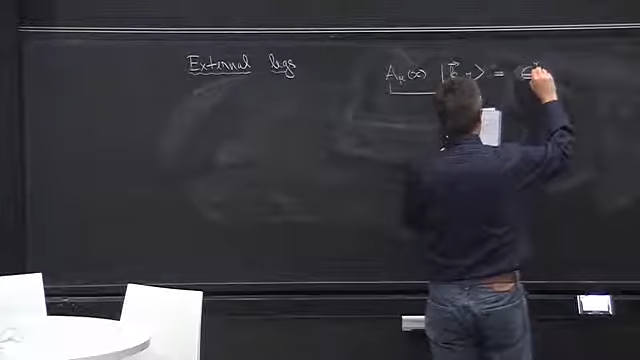 External legs
A_μ(x) |k⃗, r⟩ = ∈